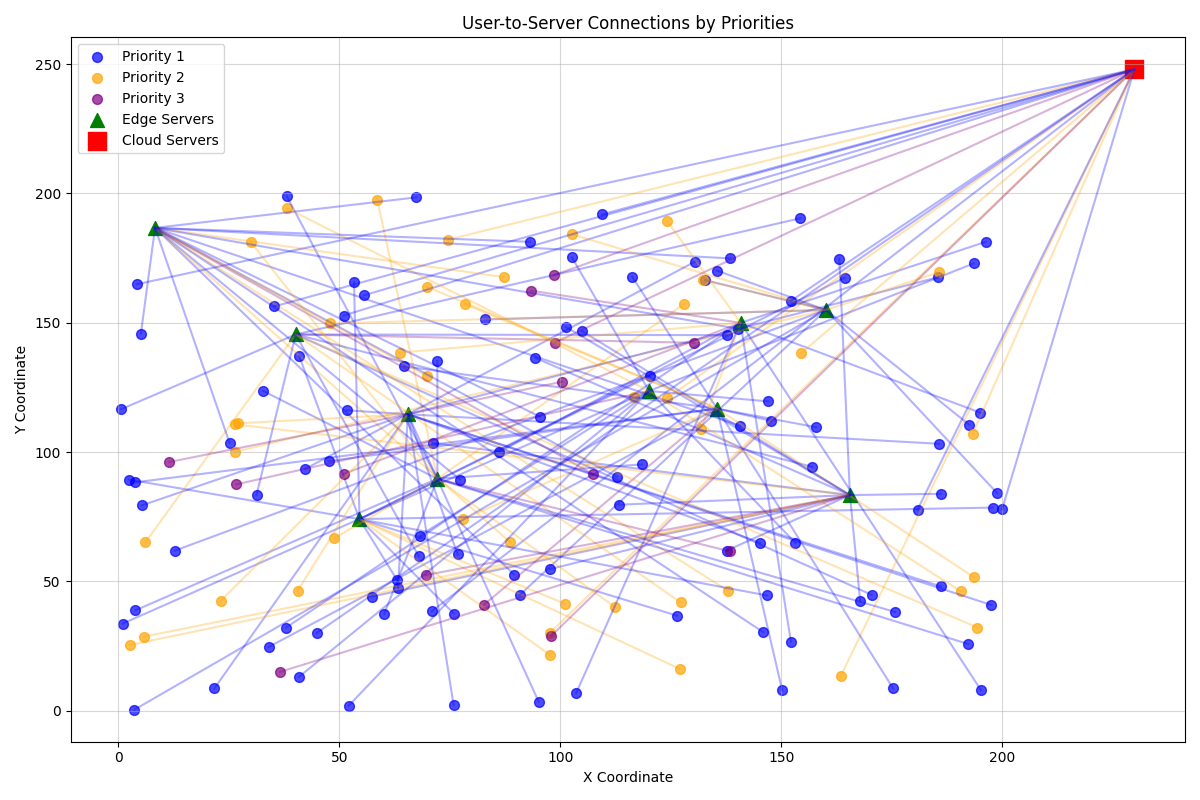 User-to-Server Connections by Priorities
Priority 1
Priority 2
Priority 3
Edge Servers
Cloud Servers
Y Coordinate
250
200
150
100
50
0
0
50
100
150
200
X Coordinate